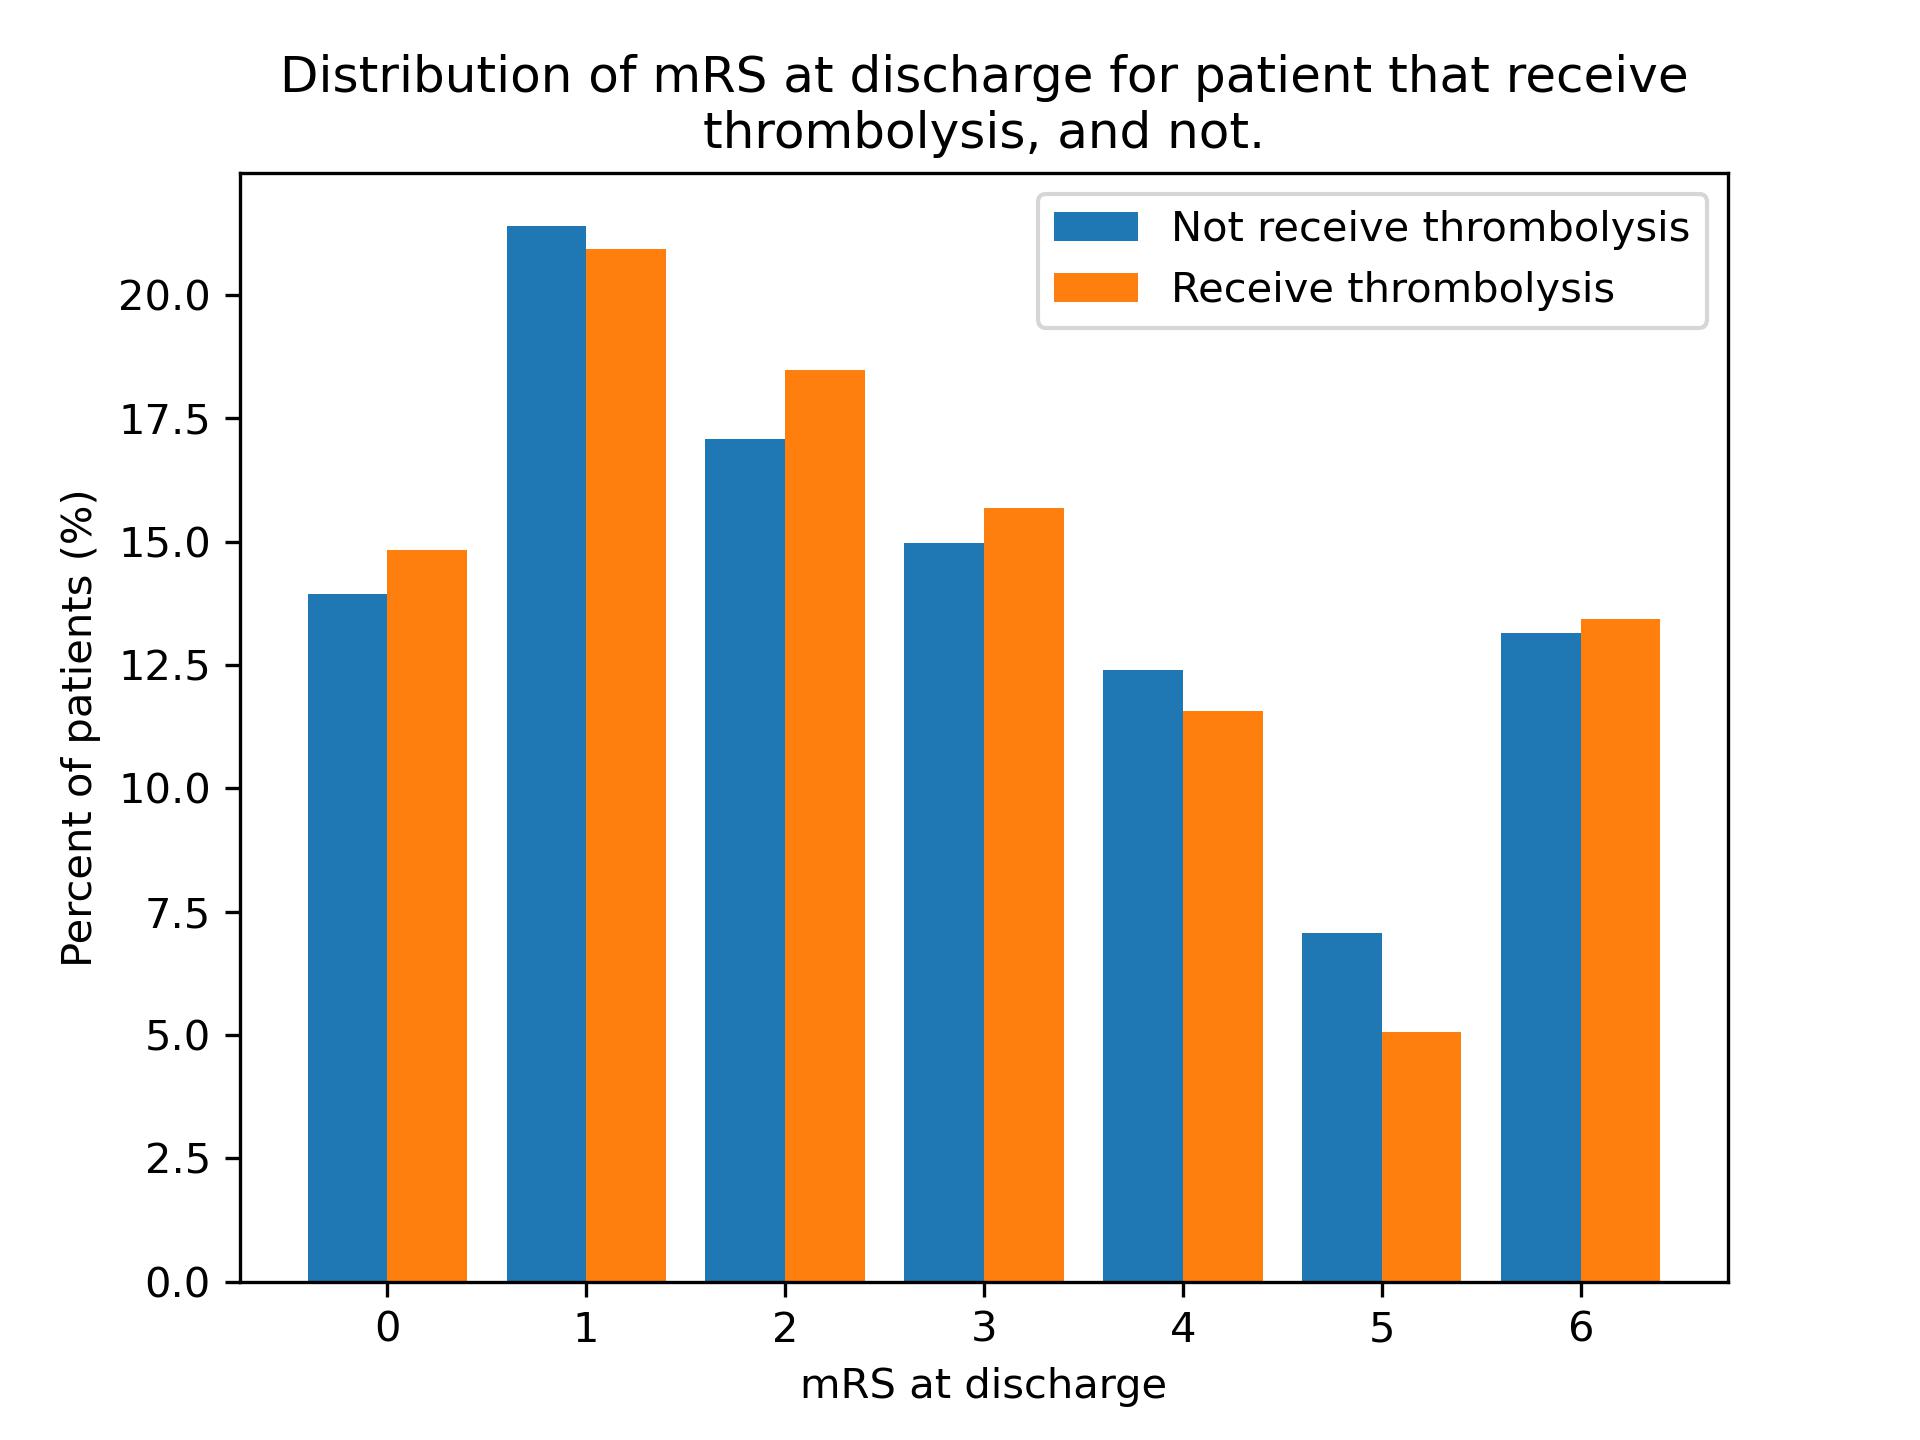 Distribution of mRS at discharge for patient that receive
thrombolysis, and not.
Not receive thrombolysis
Receive thrombolysis
Percent of patients (%)
20.0
17.5
15.0
12.5
10.0
7.5
5.0
2.5
0.0
0 1 2 3 4 5 6
mRS at discharge